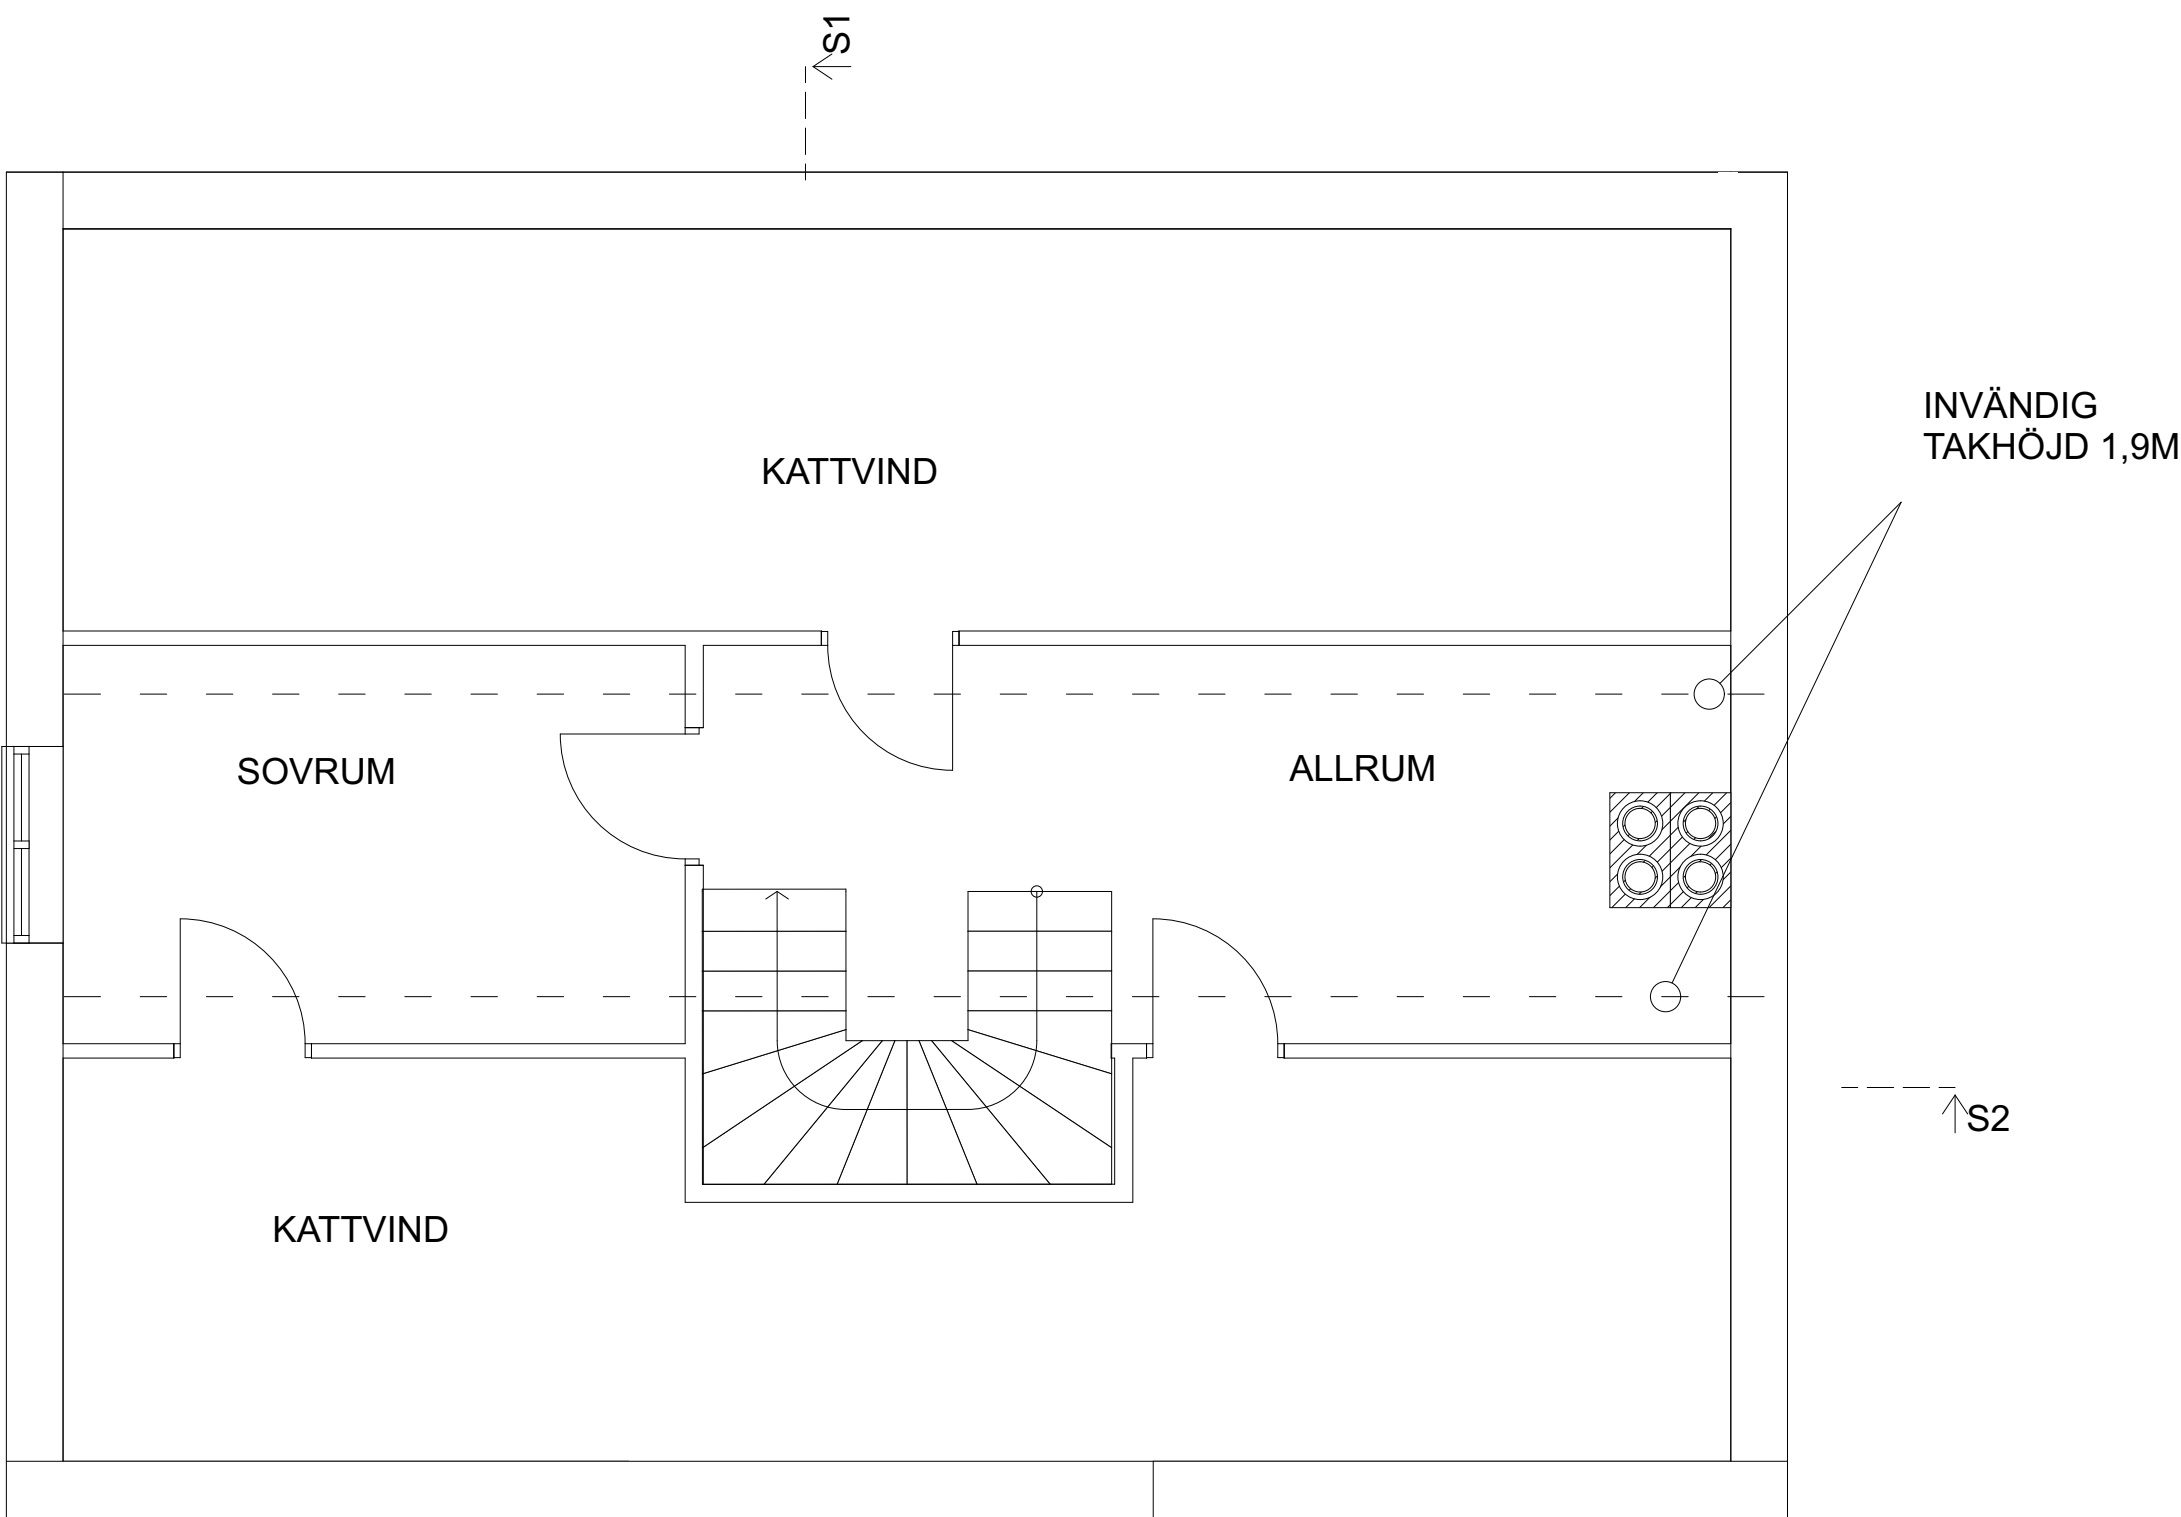 S1
INVÄNDIG
TAKHÖJD 1,9M
KATTVIND
SOVRUM
ALLRUM
S2
KATTVIND